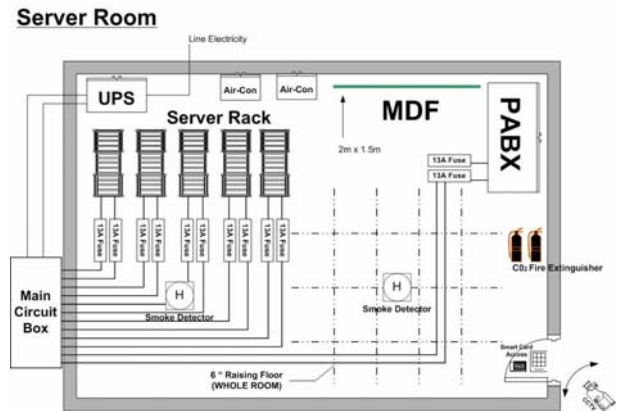 Server Room
Line Electricity
UPS
Air-Con
Air-Con
MDF
PABX
Server Rack
2m x 1.5m
13A Fuse
13A Fuse
13A Fuse
13A Fuse
13A Fuse
13A Fuse
13A Fuse
13A Fuse
13A Fuse
13A Fuse
13A Fuse
13A Fuse
C02 Fire Extinguisher
Main
Circuit
Box
H
Smoke Detector
H
Smoke Detector
Smart Card
Access
6 " Raising Floor
(WHOLE ROOM)
CCTV